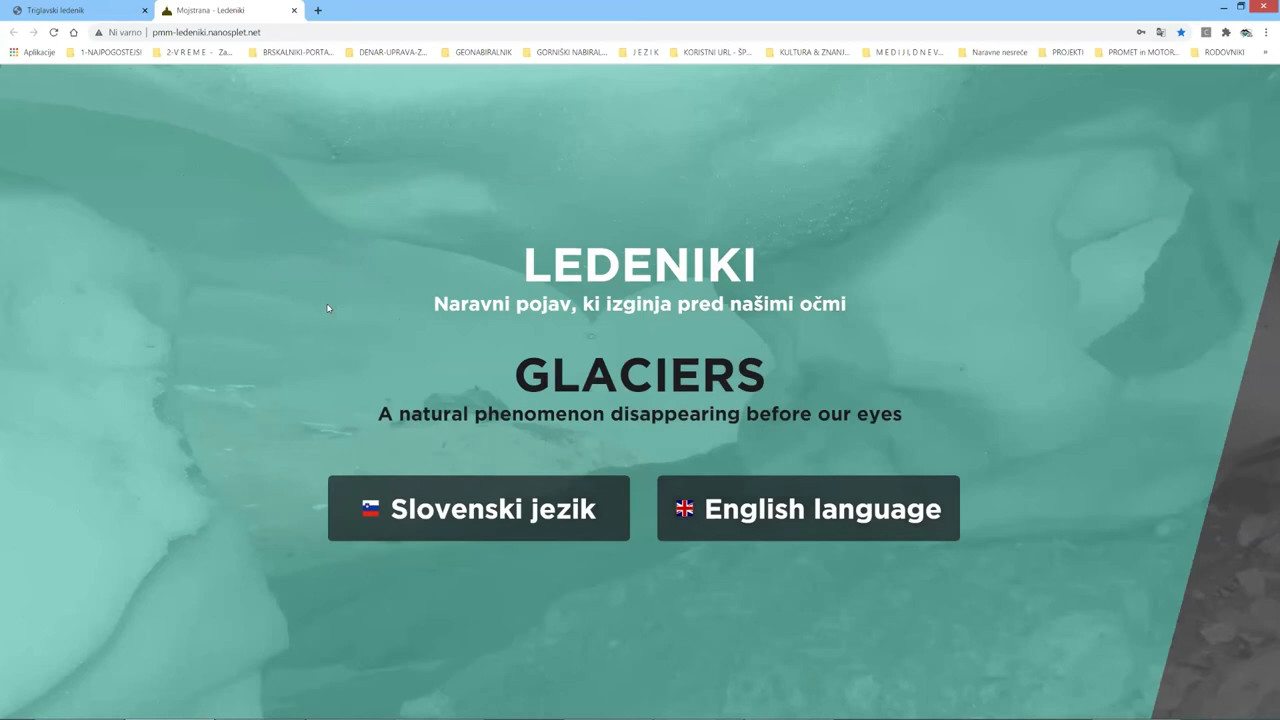 Triglavski ledenik
Mojstrana - Ledeniki
Ni varno | pmm-ledeniki.nanosplet.net
Aplikacije 1-NAJPOGOSTEJSI 2-V R E M E - Za... BRSKALNIKI-PORTA... DENAR-UPRAVA-Z... GEONABIRALNIK GORNIŠKI NABIRAL... J E Z I K KORISTNI URL - ŠP... KULTURA & ZNANJ... M E D I J I, D N E V... Naravne nesreče PROJEKTI PROMET in MOTOR... RODOVNIKI »
LEDENIKI
Naravni pojav, ki izginja pred našimi očmi
GLACIERS
A natural phenomenon disappearing before our eyes
Slovenski jezik
English language